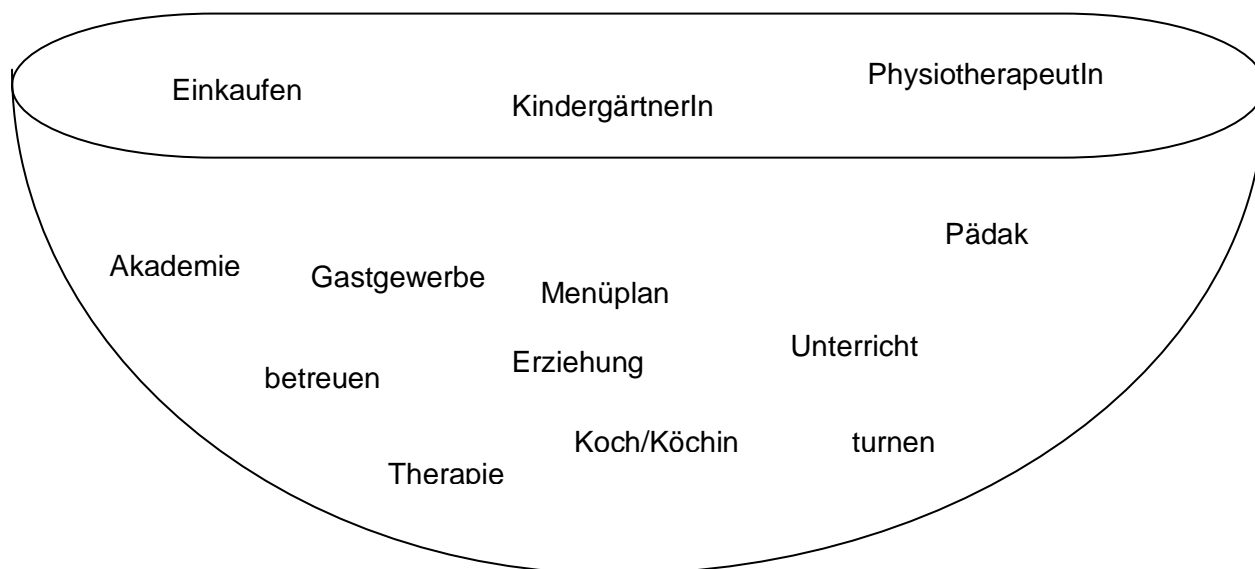 Einkaufen
KindergärtnerIn
PhysiotherapeutIn
Pädak
Akademie
Gastgewerbe
Menüplan
Unterricht
betreuen
Erziehung
Koch/Köchin
turnen
Therapie